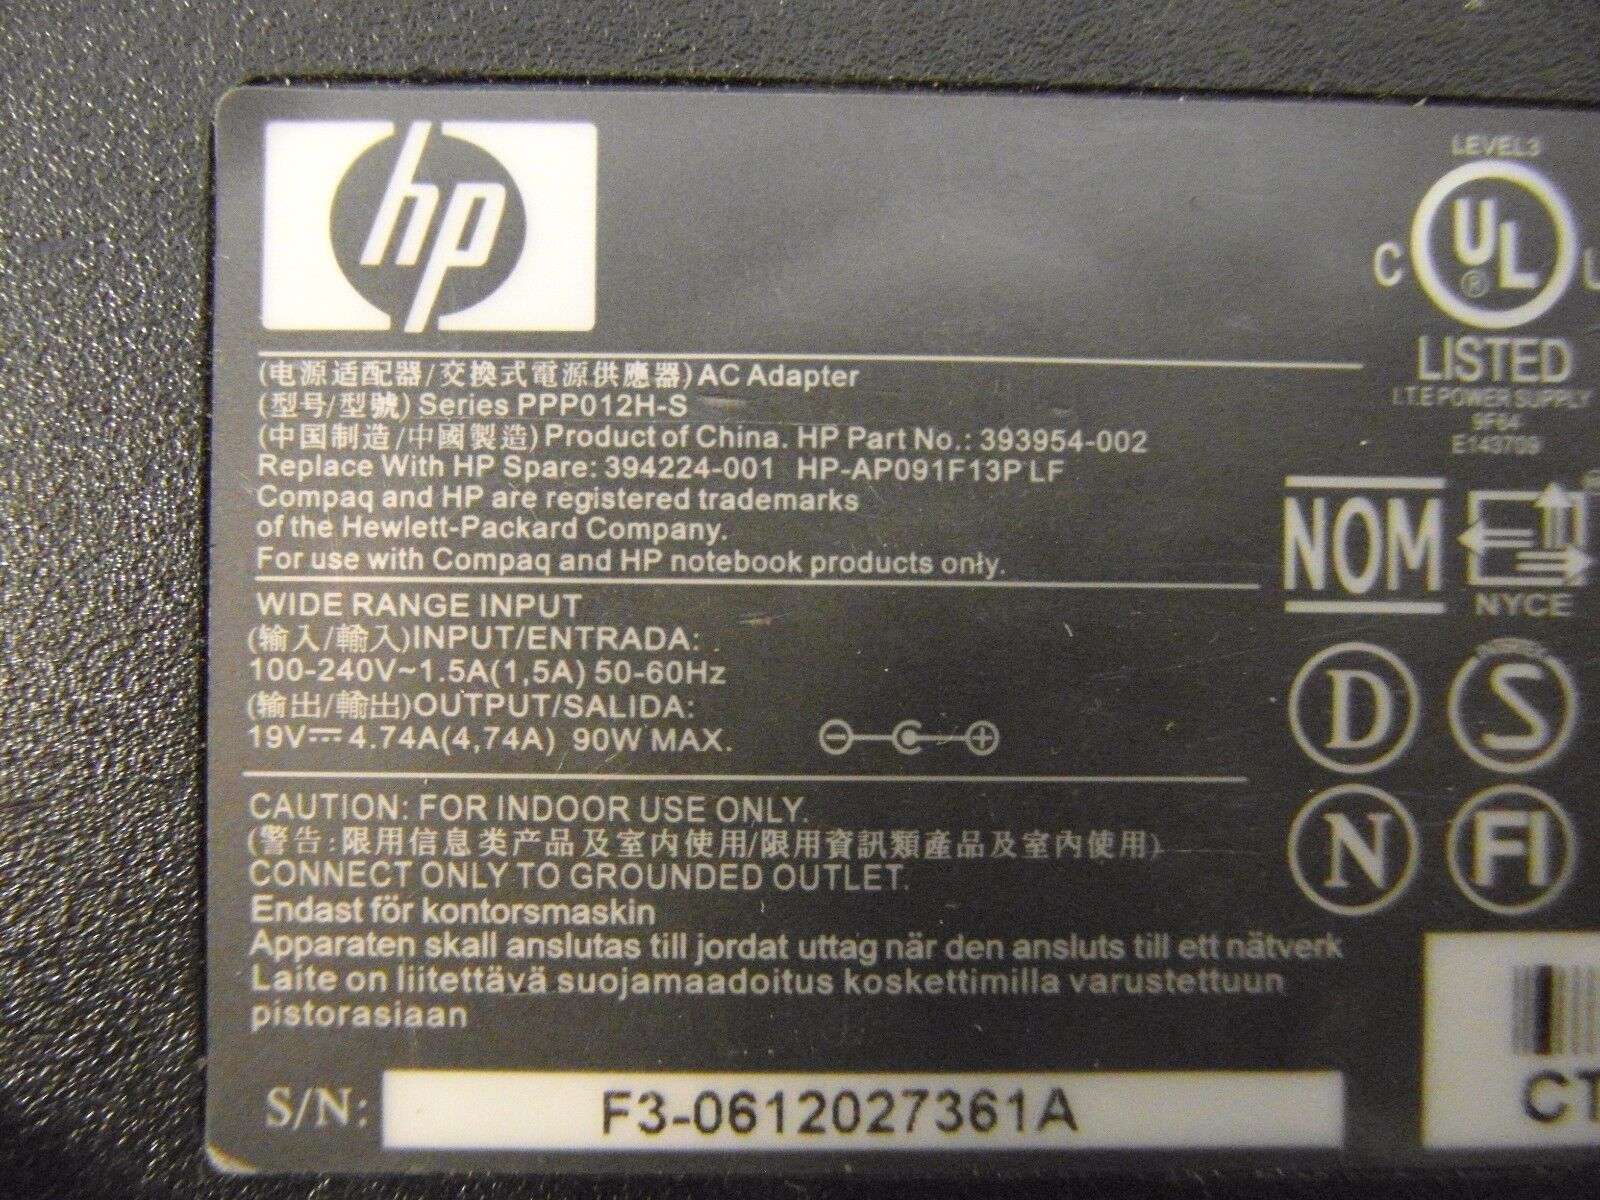 hp
(电源适配器/交換式電源供應器) AC Adapter
(型号/型號) Series PPP012H-S
(中国制造/中國製造) Product of China. HP Part No.: 393954-002
Replace With HP Spare: 394224-001 HP-AP091F13P LF
Compaq and HP are registered trademarks
of the Hewlett-Packard Company.
For use with Compaq and HP notebook products only.
WIDE RANGE INPUT
(输入/輸入)INPUT/ENTRADA:
100-240V~1.5A(1,5A) 50-60Hz
(输出/輸出)OUTPUT/SALIDA:
19V⎓ 4.74A(4,74A) 90W MAX.
CAUTION: FOR INDOOR USE ONLY.
(警告:限用信息类产品及室内使用/限用資訊類產品及室內使用)
CONNECT ONLY TO GROUNDED OUTLET.
Endast för kontorsmaskin
Apparaten skall anslutas till jordat uttag när den ansluts till ett nätverk
Laite on liitettävä suojamaadoitus koskettimilla varustettuun
pistorasiaan
S/N: F3-0612027361A
LEVEL3
C UL ®
LISTED
I.T.E POWER SUPPLY
E143709
NOM
NYCE
D S
N FI
CT